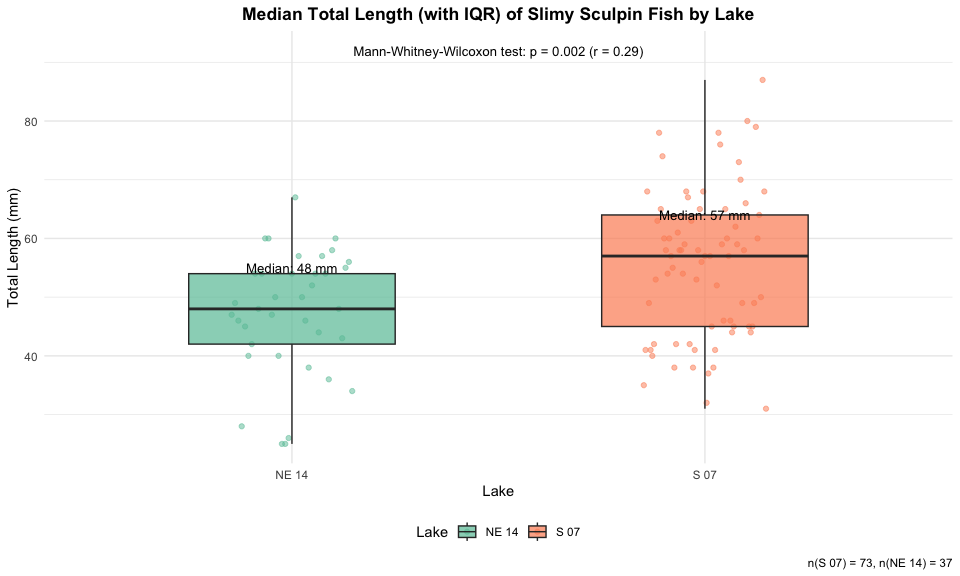 Median Total Length (with IQR) of Slimy Sculpin Fish by Lake
Mann-Whitney-Wilcoxon test: p = 0.002 (r = 0.29)
Total Length (mm)
80
60
40
Median: 48 mm
Median: 57 mm
NE 14
S 07
Lake
Lake
NE 14
S 07
n(S 07) = 73, n(NE 14) = 37